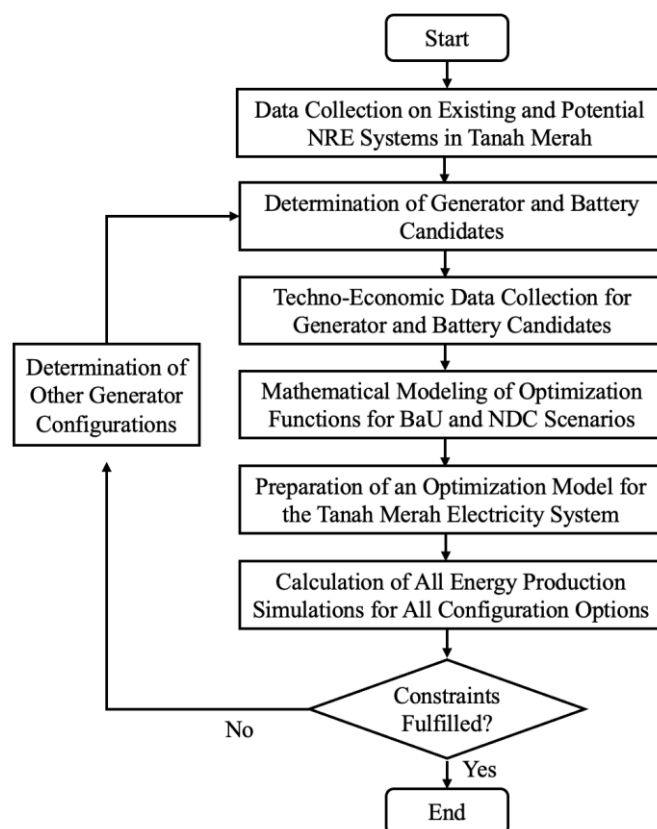 Start
Data Collection on Existing and Potential
NRE Systems in Tanah Merah
Determination of Generator and Battery
Candidates
Techno-Economic Data Collection for
Generator and Battery Candidates
Determination of
Other Generator
Configurations
Mathematical Modeling of Optimization
Functions for BaU and NDC Scenarios
Preparation of an Optimization Model for
the Tanah Merah Electricity System
Calculation of All Energy Production
Simulations for All Configuration Options
Constraints
Fulfilled?
No
Yes
End